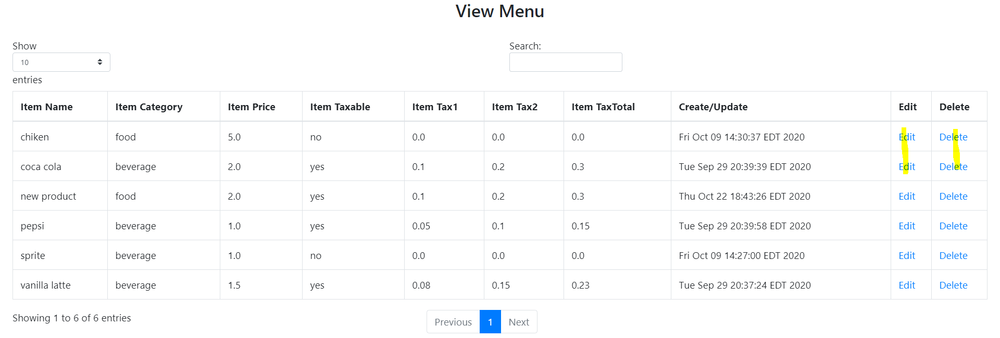 View Menu
Show
10
entries
Search:
Item Name Item Category Item Price Item Taxable Item Tax1 Item Tax2 Item TaxTotal Create/Update Edit Delete
chiken food 5.0 no 0.0 0.0 0.0 Fri Oct 09 14:30:37 EDT 2020 Edit Delete
coca cola beverage 2.0 yes 0.1 0.2 0.3 Tue Sep 29 20:39:39 EDT 2020 Edit Delete
new product food 2.0 yes 0.1 0.2 0.3 Thu Oct 22 18:43:26 EDT 2020 Edit Delete
pepsi beverage 1.0 yes 0.05 0.1 0.15 Tue Sep 29 20:39:58 EDT 2020 Edit Delete
sprite beverage 1.0 no 0.0 0.0 0.0 Fri Oct 09 14:27:00 EDT 2020 Edit Delete
vanilla latte beverage 1.5 yes 0.08 0.15 0.23 Tue Sep 29 20:37:24 EDT 2020 Edit Delete
Showing 1 to 6 of 6 entries
Previous 1 Next